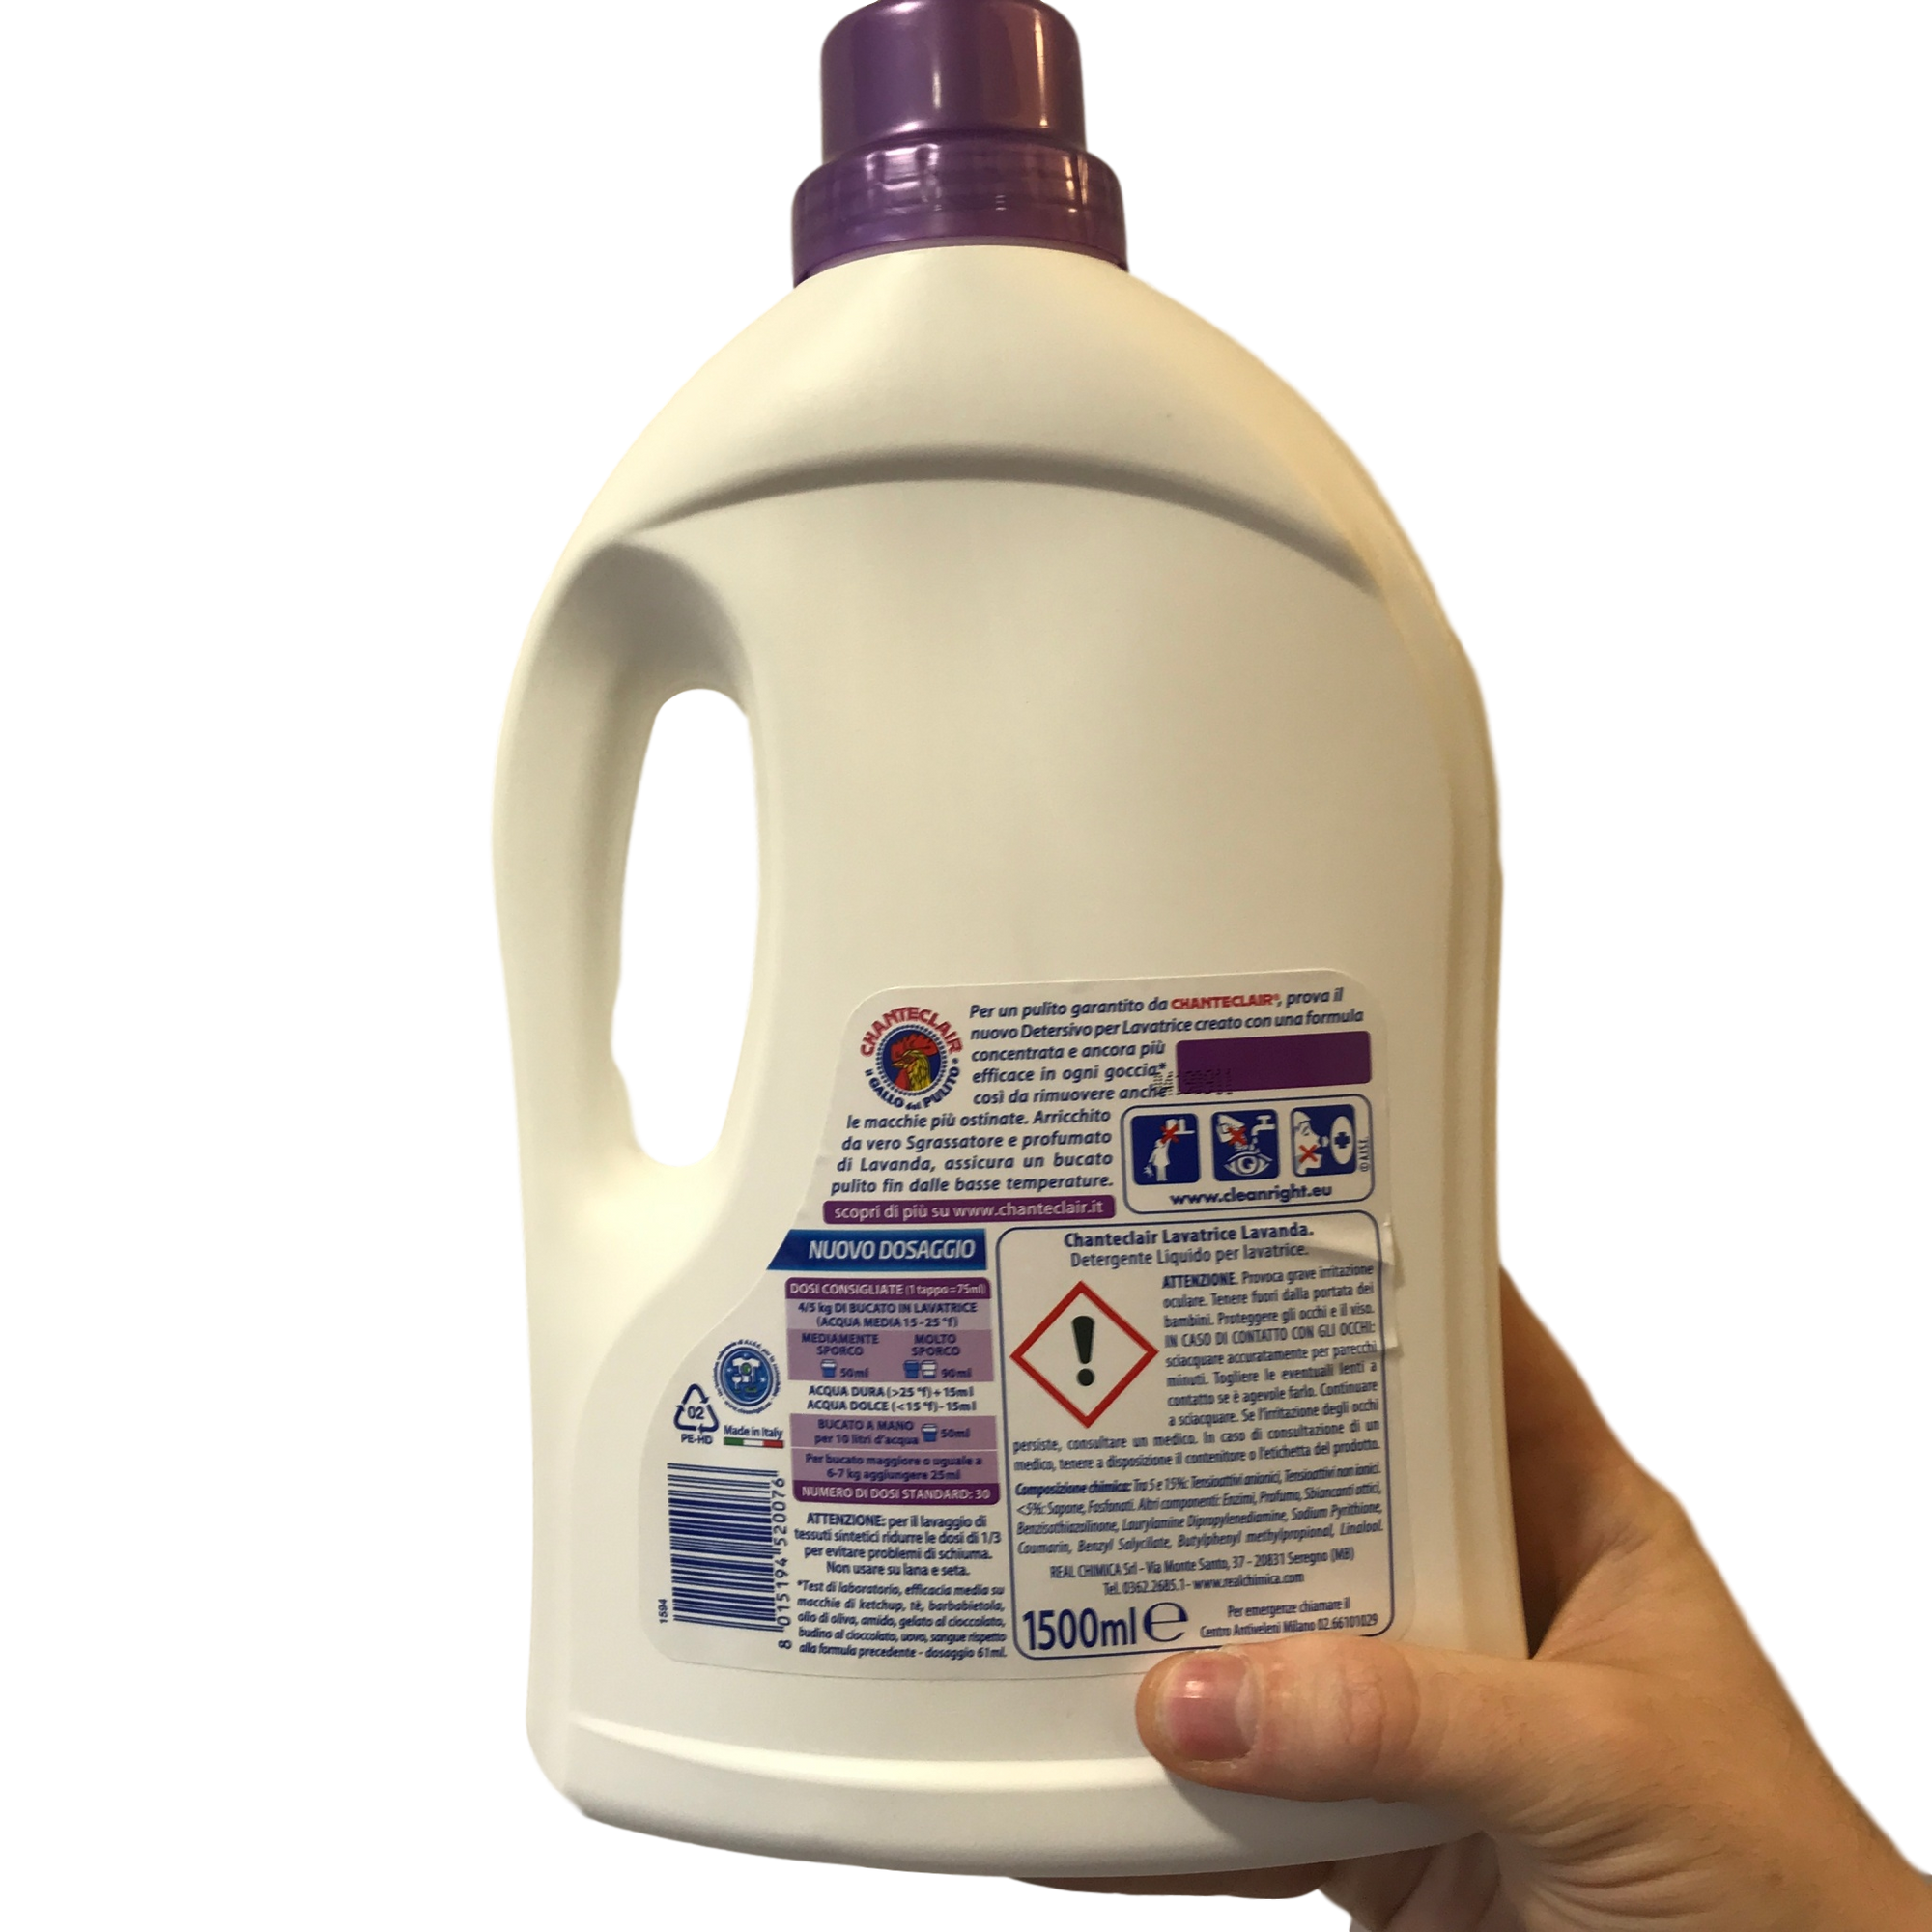 Per un pulito garantito da CHANTECLAIR®, prova il
nuovo Detersivo per Lavatrice creato con una formula
concentrata e ancora più
efficace in ogni goccia*
così da rimuovere anche
le macchie più ostinate. Arricchito
da vero Sgrassatore e profumato
di Lavanda, assicura un bucato
pulito fin dalle basse temperature.
CHANTECLAIR
il GALLO del PULITO
scopri di più su www.chanteclair.it
www.cleanright.eu
© A.I.S.E.
NUOVO DOSAGGIO
DOSI CONSIGLIATE (1 tappo=75ml)
4/5 kg DI BUCATO IN LAVATRICE
(ACQUA MEDIA 15-25 °f)
MEDIAMENTE SPORCO
50ml
MOLTO SPORCO
90ml
ACQUA DURA (>25 °f)+15ml
ACQUA DOLCE (<15 °f)-15ml
BUCATO A MANO
per 10 litri d'acqua 50ml
Per bucato maggiore o uguale a
6-7 kg aggiungere 25ml
NUMERO DI DOSI STANDARD: 30
ATTENZIONE: per il lavaggio di
tessuti sintetici ridurre le dosi di 1/3
per evitare problemi di schiuma.
Non usare su lana e seta.
*Test di laboratorio, efficacia media su
macchie di ketchup, tè, barbabietola,
olio di oliva, amido, gelato al cioccolato,
budino al cioccolato, uovo, sangue rispetto
alla formula precedente - dosaggio 61ml.
02
PE-HD
Made in Italy
1594
8 015194 520076
Chanteclair Lavatrice Lavanda.
Detergente Liquido per lavatrice.
ATTENZIONE. Provoca grave irritazione
oculare. Tenere fuori dalla portata dei
bambini. Proteggere gli occhi e il viso.
IN CASO DI CONTATTO CON GLI OCCHI:
sciacquare accuratamente per parecchi
minuti. Togliere le eventuali lenti a
contatto se è agevole farlo. Continuare
a sciacquare. Se l'irritazione degli occhi
persiste, consultare un medico. In caso di consultazione di un
medico, tenere a disposizione il contenitore o l'etichetta del prodotto.
Composizione chimica: Tra 5 e 15%: Tensioattivi anionici, Tensioattivi non ionici.
<5%: Sapone, Fosfonati. Altri componenti: Enzimi, Profumo, Sbiancanti ottici,
Benzisothiazolinone, Laurylamine Dipropylenediamine, Sodium Pyrithione,
Coumarin, Benzyl Salycilate, Butylphenyl methylpropional, Linalool.
REAL CHIMICA Srl - Via Monte Santo, 37 - 20831 Seregno (MB)
Tel. 0362.2685.1 - www.realchimica.com
1500ml e
Per emergenze chiamare il
Centro Antiveleni Milano 02.66101029